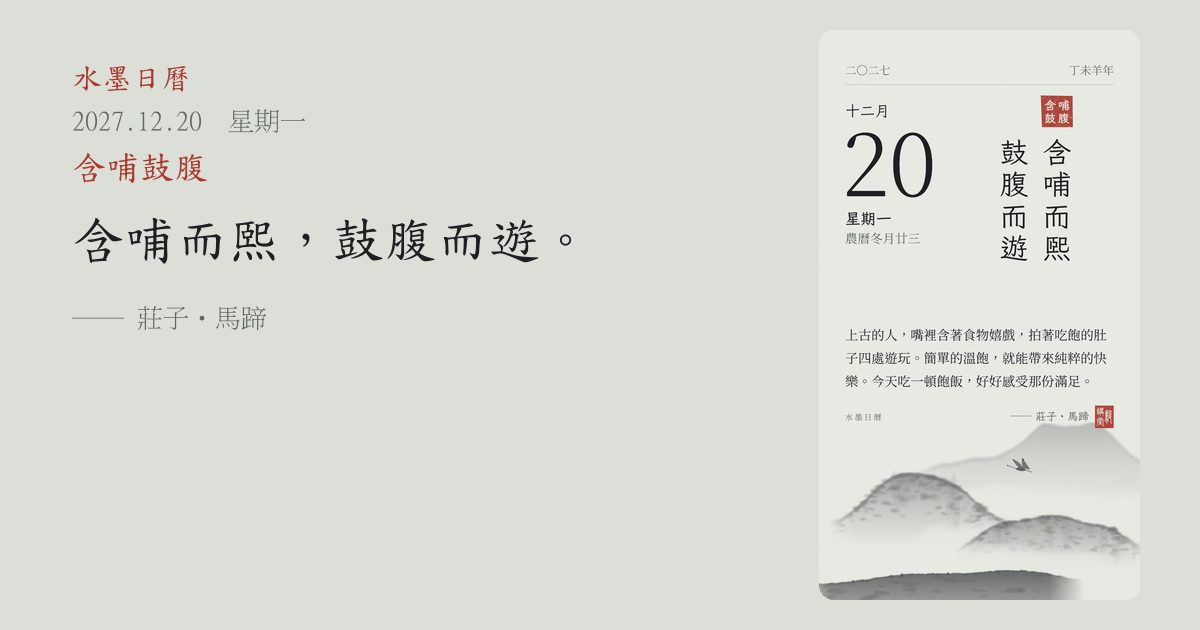 水墨日曆
2027.12.20 星期一
含哺鼓腹
含哺而熙，鼓腹而遊。
—— 莊子・馬蹄
二〇二七
丁未羊年
十二月
20
星期一
農曆冬月廿三
含哺鼓腹
含哺而熙
鼓腹而遊
上古的人，嘴裡含著食物嬉戲，拍著吃飽的肚
子四處遊玩。簡單的溫飽，就能帶來純粹的快
樂。今天吃一頓飽飯，好好感受那份滿足。
水墨日曆
—— 莊子・馬蹄